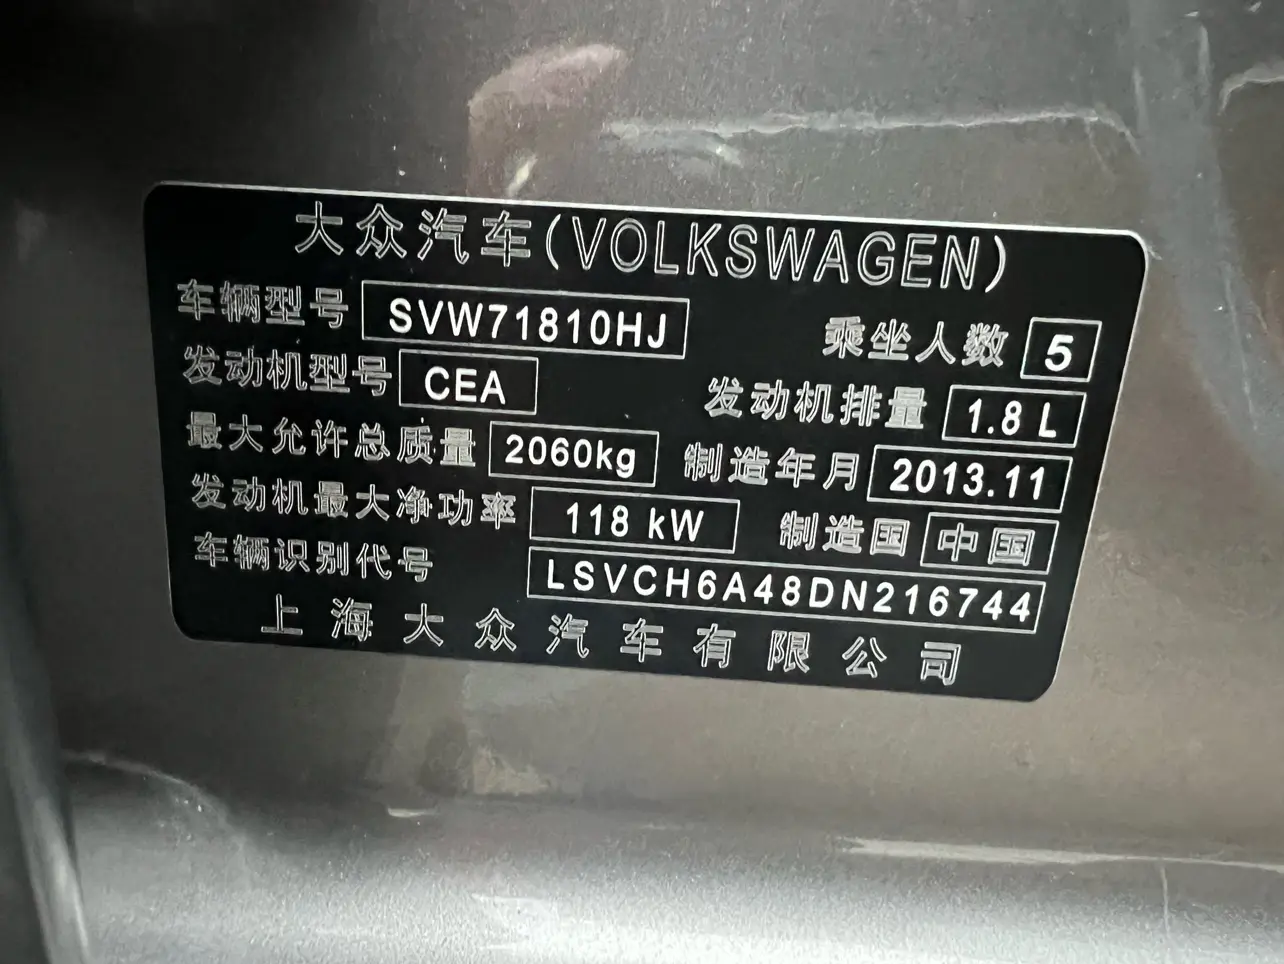 大众汽车(VOLKSWAGEN)
车辆型号 SVW71810HJ 乘坐人数 5
发动机型号 CEA 发动机排量 1.8 L
最大允许总质量 2060kg 制造年月 2013.11
发动机最大净功率 118 kW 制造国 中国
车辆识别代号 LSVCH6A48DN216744
上海大众汽车有限公司